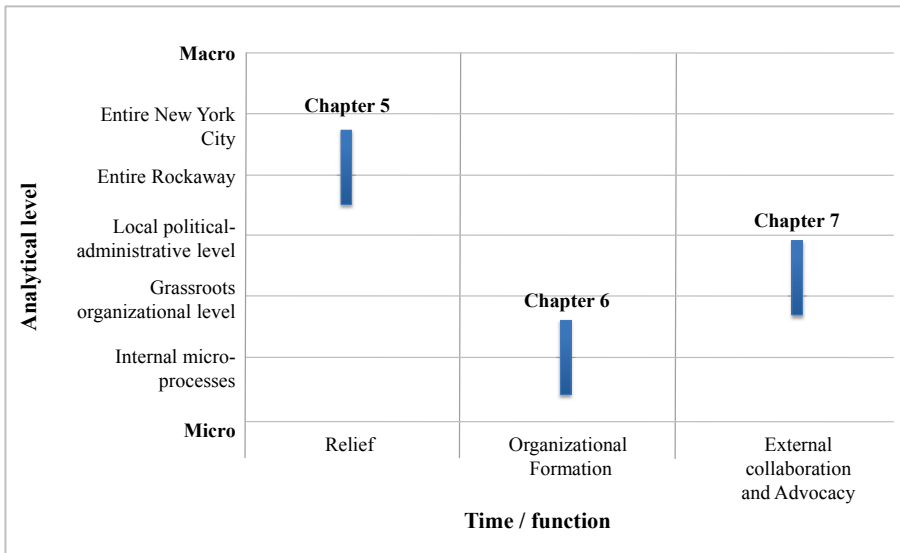 Macro
Chapter 5
Entire New York
City
Entire Rockaway
Local political-
administrative level
Chapter 7
Grassroots
organizational level
Chapter 6
Internal micro-
processes
Micro
Analytical level
Relief
Organizational
Formation
External
collaboration
and Advocacy
Time / function